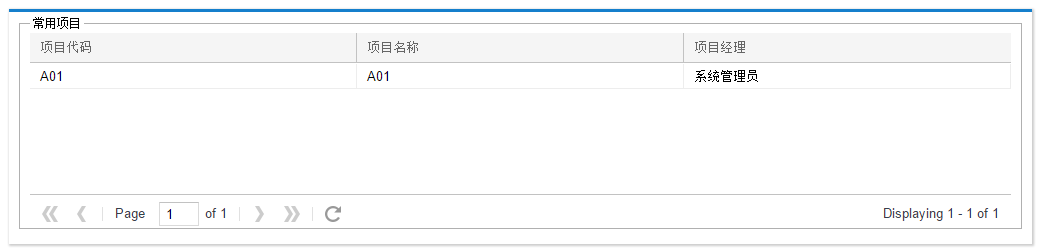 常用项目
项目代码 项目名称 项目经理
A01 A01 系统管理员
Page 1 of 1 Displaying 1 - 1 of 1